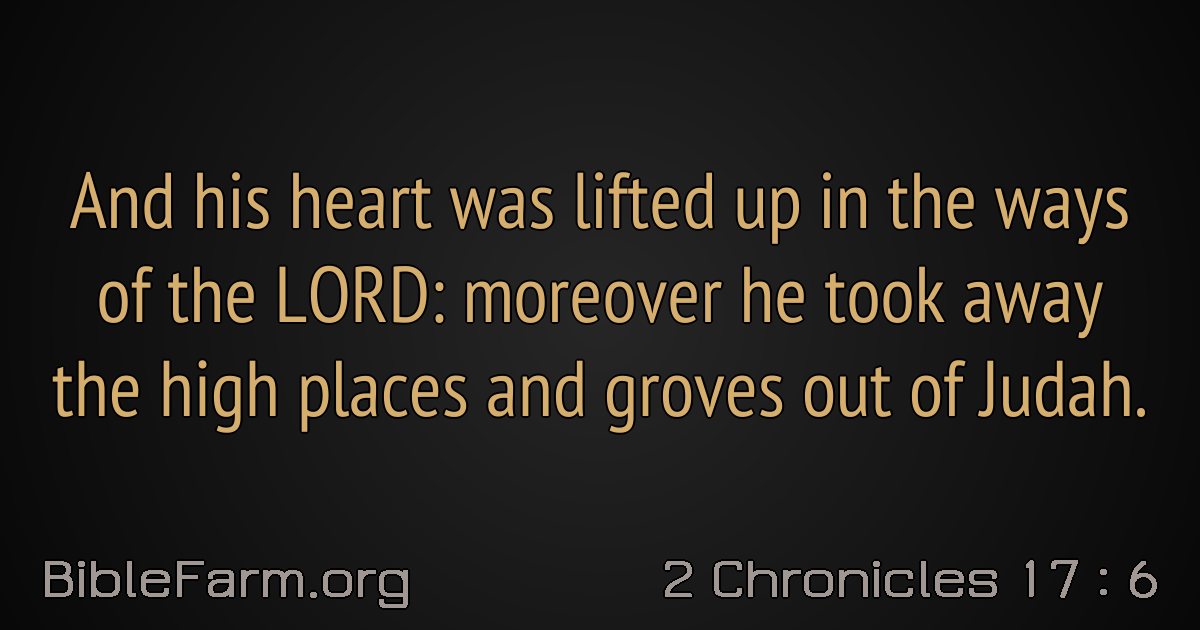 And his heart was lifted up in the ways
of the LORD: moreover he took away
the high places and groves out of Judah.
BibleFarm.org
2 Chronicles 17 : 6